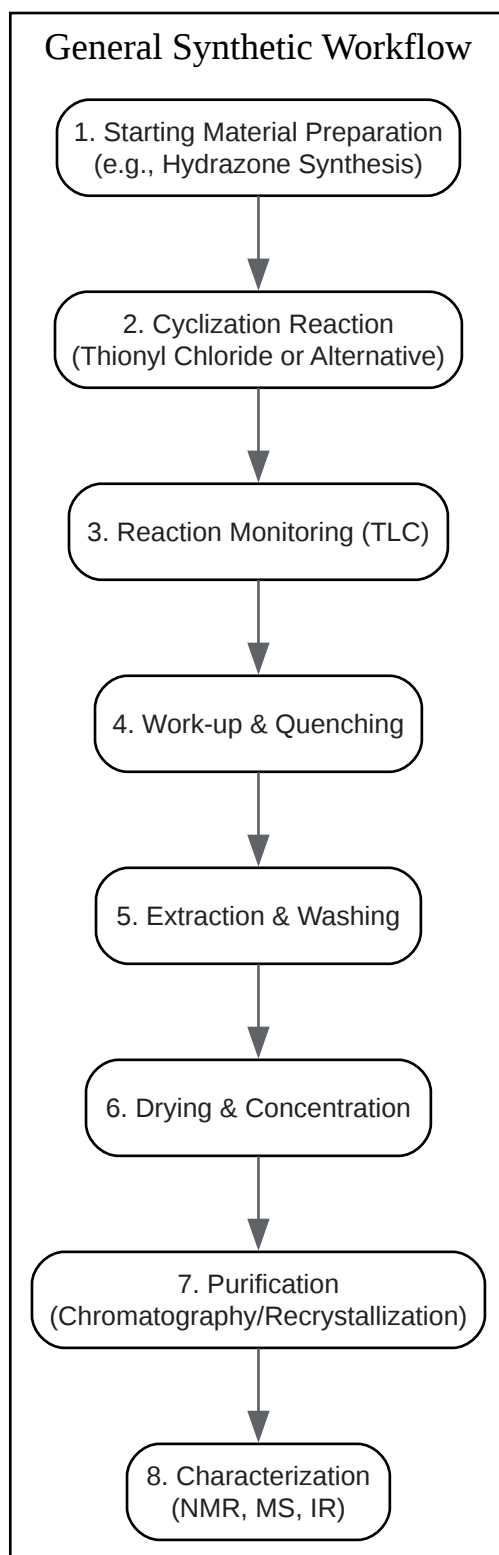 General Synthetic Workflow
1. Starting Material Preparation
(e.g., Hydrazone Synthesis)
2. Cyclization Reaction
(Thionyl Chloride or Alternative)
3. Reaction Monitoring (TLC)
4. Work-up & Quenching
5. Extraction & Washing
6. Drying & Concentration
7. Purification
(Chromatography/Recrystallization)
8. Characterization
(NMR, MS, IR)